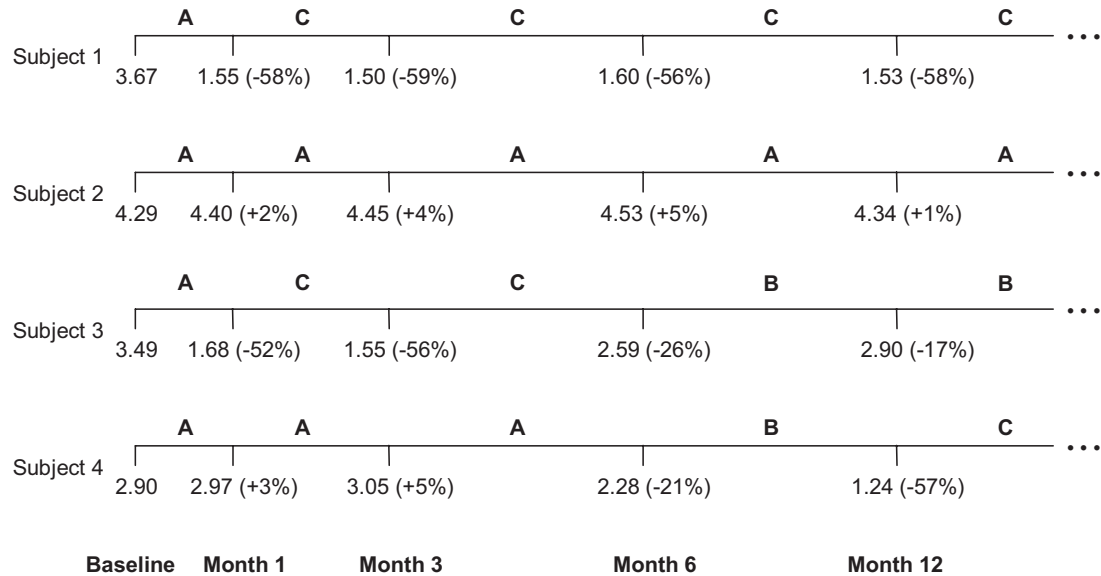 A C C C C
Subject 1 ...
3.67 1.55 (-58%) 1.50 (-59%) 1.60 (-56%) 1.53 (-58%)
A A A A A
Subject 2 ...
4.29 4.40 (+2%) 4.45 (+4%) 4.53 (+5%) 4.34 (+1%)
A C C B B
Subject 3 ...
3.49 1.68 (-52%) 1.55 (-56%) 2.59 (-26%) 2.90 (-17%)
A A A B C
Subject 4 ...
2.90 2.97 (+3%) 3.05 (+5%) 2.28 (-21%) 1.24 (-57%)
Baseline Month 1 Month 3 Month 6 Month 12